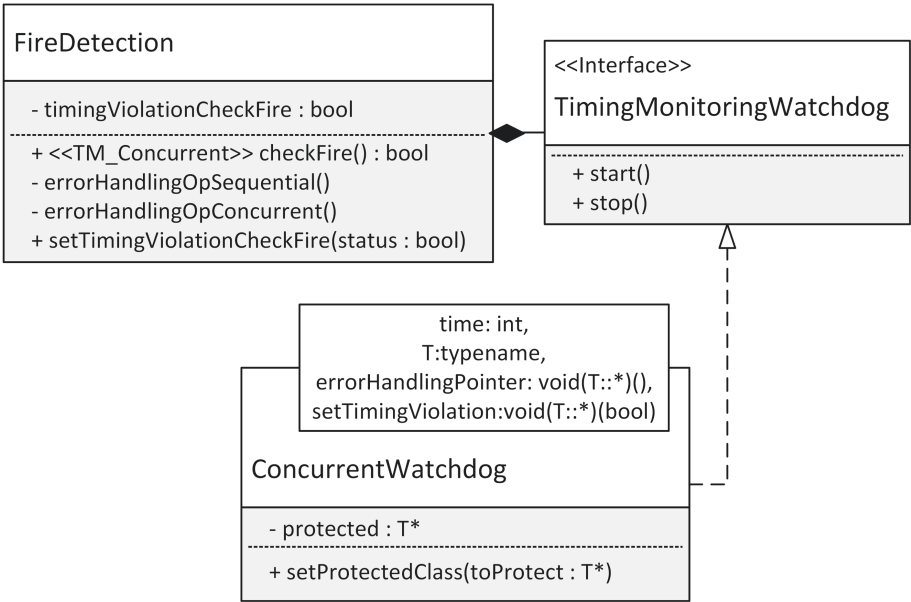 FireDetection
- timingViolationCheckFire : bool
+ <<TM_Concurrent>> checkFire() : bool
- errorHandlingOpSequential()
- errorHandlingOpConcurrent()
+ setTimingViolationCheckFire(status : bool)
<<Interface>>
TimingMonitoringWatchdog
+ start()
+ stop()
time: int,
T:typename,
errorHandlingPointer: void(T::*)(),
setTimingViolation:void(T::*)(bool)
ConcurrentWatchdog
- protected : T*
+ setProtectedClass(toProtect : T*)